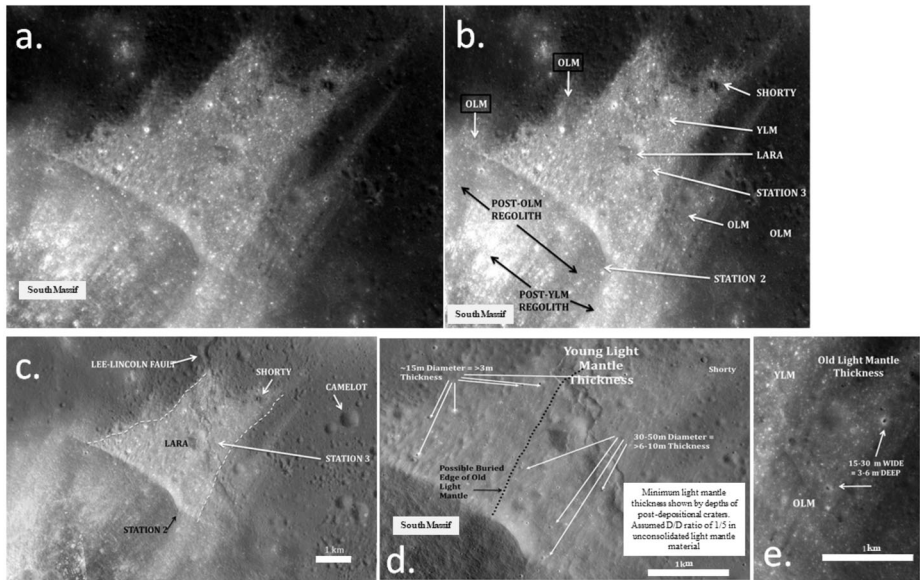 a.
South Massif
b.
OLM
OLM
SHORTY
YLM
LARA
STATION 3
POST-OLM
REGOLITH
OLM
OLM
STATION 2
POST-YLM
REGOLITH
South Massif
c.
LEE-LINCOLN FAULT
SHORTY
CAMELOT
LARA
STATION 3
STATION 2
1 km
Young Light
Mantle
Thickness
~15m Diameter = >3m
Thickness
Shorty
30-50m Diameter =
>6-10m Thickness
Possible Buried
Edge of Old
Light
Mantle
South Massif
d.
Minimum light mantle
thickness shown by depths of
post-depositional craters.
Assumed D/D ratio of 1/5 in
unconsolidated light mantle
material
1km
YLM
Old Light Mantle
Thickness
15-30 m WIDE
= 3-6 m DEEP
OLM
e.
1km